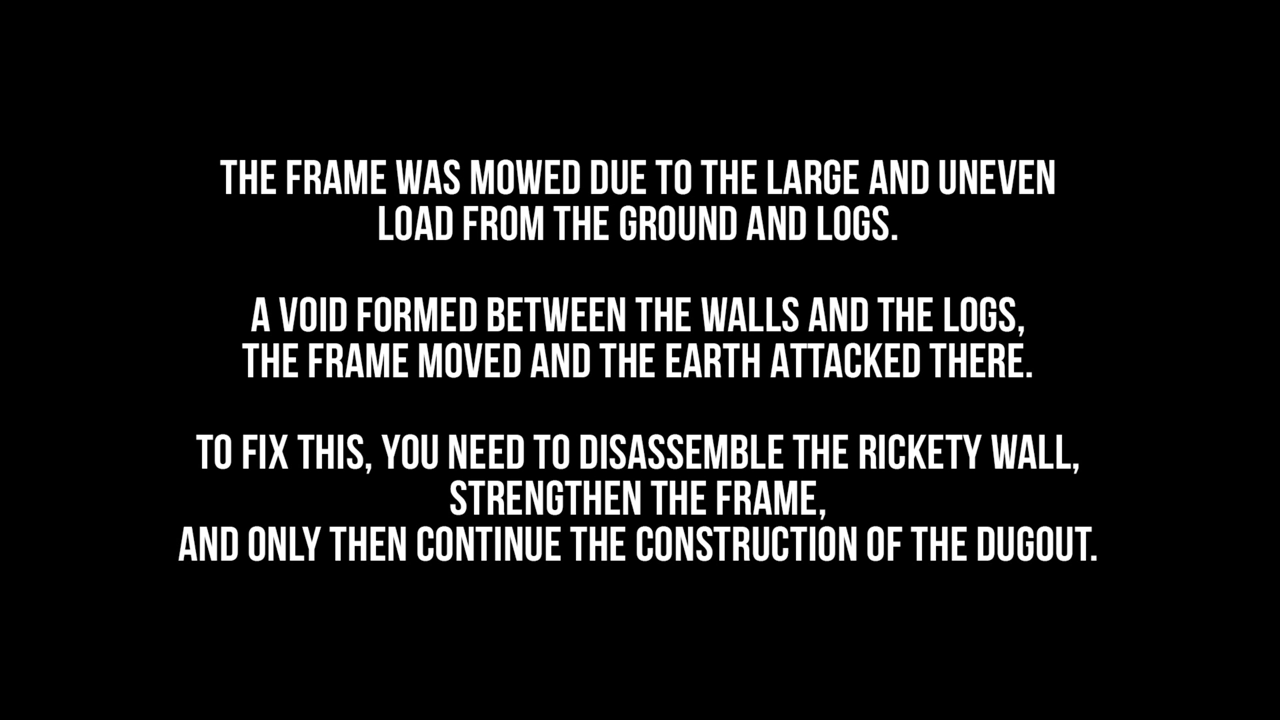 THE FRAME WAS MOWED DUE TO THE LARGE AND UNEVEN
LOAD FROM THE GROUND AND LOGS.
A VOID FORMED BETWEEN THE WALLS AND THE LOGS,
THE FRAME MOVED AND THE EARTH ATTACKED THERE.
TO FIX THIS, YOU NEED TO DISASSEMBLE THE RICKETY WALL,
STRENGTHEN THE FRAME,
AND ONLY THEN CONTINUE THE CONSTRUCTION OF THE DUGOUT.